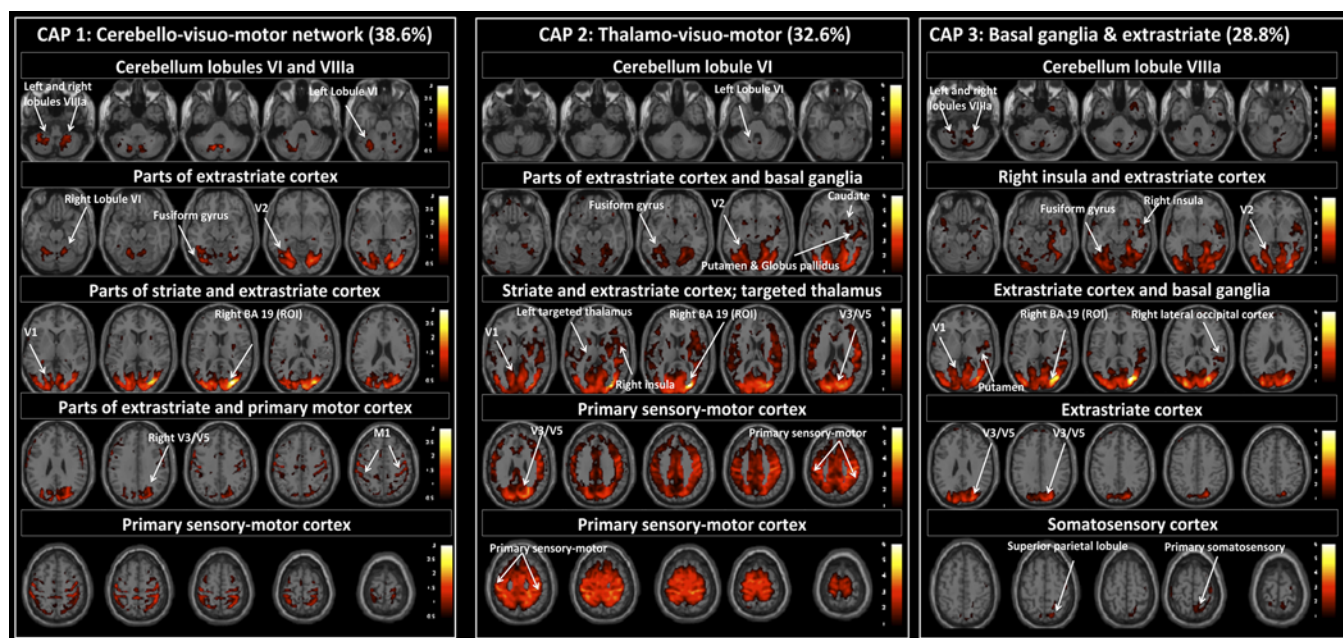 CAP 1: Cerebello-visuo-motor network (38.6%)
Cerebellum lobules VI and VIIIa
Left and right
lobules VIIIa
Left Lobule VI
Parts of extrastriate cortex
Right Lobule VI
Fusiform gyrus
V2
Parts of striate and extrastriate cortex
V1
Right BA 19 (ROI)
Parts of extrastriate and primary motor cortex
Right V3/V5
M1
Primary sensory-motor cortex
CAP 2: Thalamo-visuo-motor (32.6%)
Cerebellum lobule VI
Left Lobule VI
Parts of extrastriate cortex and basal ganglia
Fusiform gyrus
V2
Caudate
Putamen & Globus pallidus
Striate and extrastriate cortex; targeted thalamus
V1
Left targeted thalamus
Right BA 19 (ROI)
V3/V5
Right insula
Primary sensory-motor cortex
V3/V5
Primary sensory-motor
Primary sensory-motor cortex
Primary sensory-motor
CAP 3: Basal ganglia & extrastriate (28.8%)
Cerebellum lobule VIIIa
Left and right
lobules VIIIa
Right insula and extrastriate cortex
Fusiform gyrus
Right insula
V2
Extrastriate cortex and basal ganglia
V1
Right BA 19 (ROI)
Right lateral occipital cortex
Putamen
Extrastriate cortex
V3/V5
V3/V5
Somatosensory cortex
Superior parietal lobule
Primary somatosensory